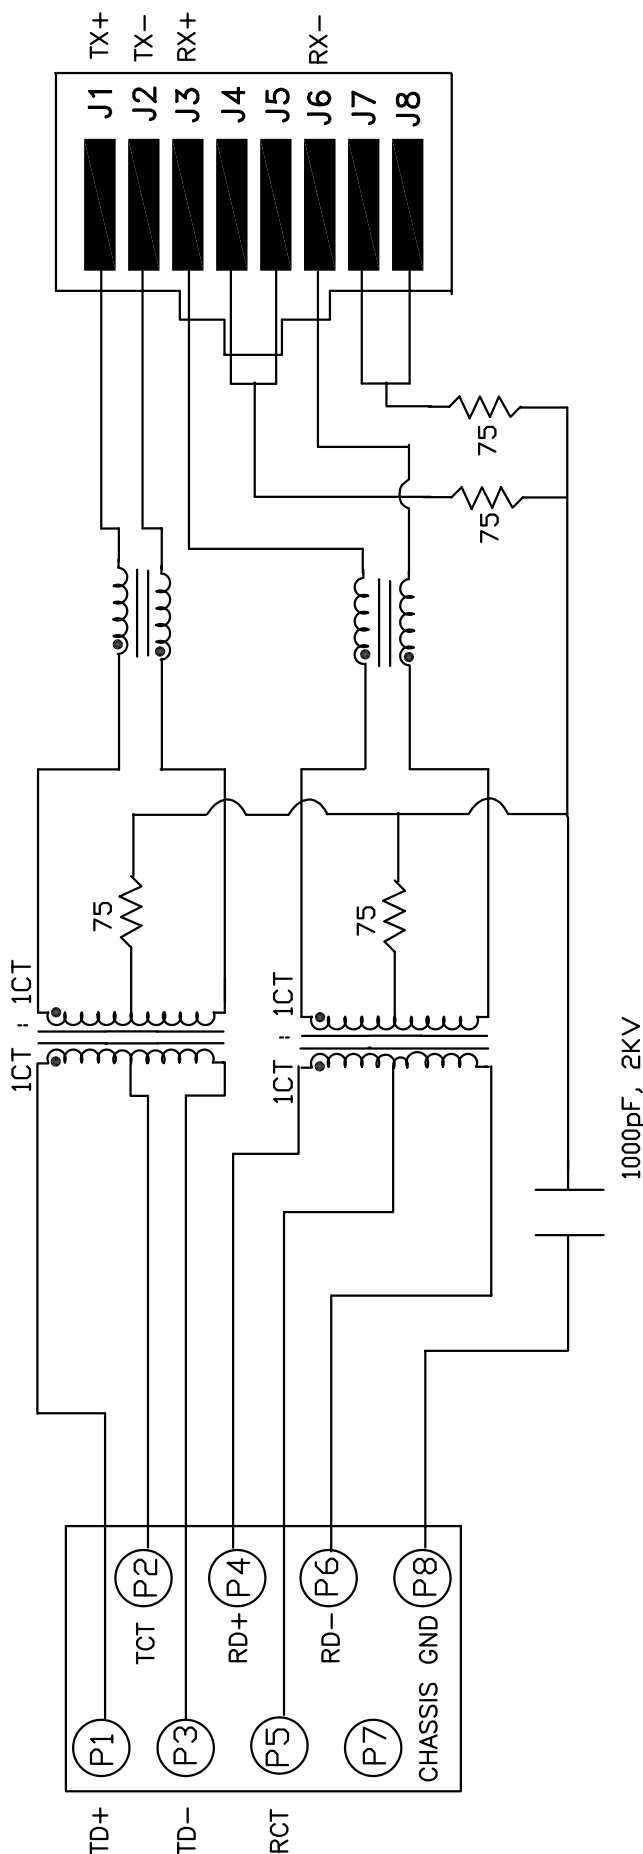 TX+
TX-
RX+
RX-
J1
J2
J3
J4
J5
J6
J7
J8
75
75
75
75
1CT : 1CT
1CT : 1CT
1000pF, 2KV
P2
P4
P6
P8
TCT
RD+
RD-
CHASSIS GND
P1
P3
P5
P7
TD+
TD-
RCT